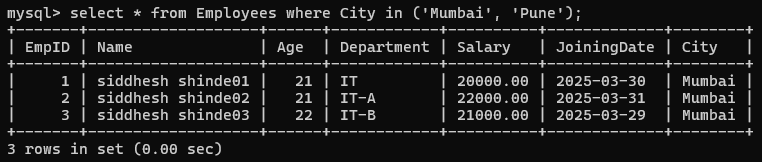 mysql> select * from Employees where City in ('Mumbai', 'Pune');
+-------+--------------------+------+------------+----------+-------------+--------+
| EmpID | Name               | Age  | Department | Salary   | JoiningDate | City   |
+-------+--------------------+------+------------+----------+-------------+--------+
|     1 | siddhesh shinde01 |   21 | IT         | 20000.00 | 2025-03-30  | Mumbai |
|     2 | siddhesh shinde02 |   21 | IT-A       | 22000.00 | 2025-03-31  | Mumbai |
|     3 | siddhesh shinde03 |   22 | IT-B       | 21000.00 | 2025-03-29  | Mumbai |
+-------+--------------------+------+------------+----------+-------------+--------+
3 rows in set (0.00 sec)